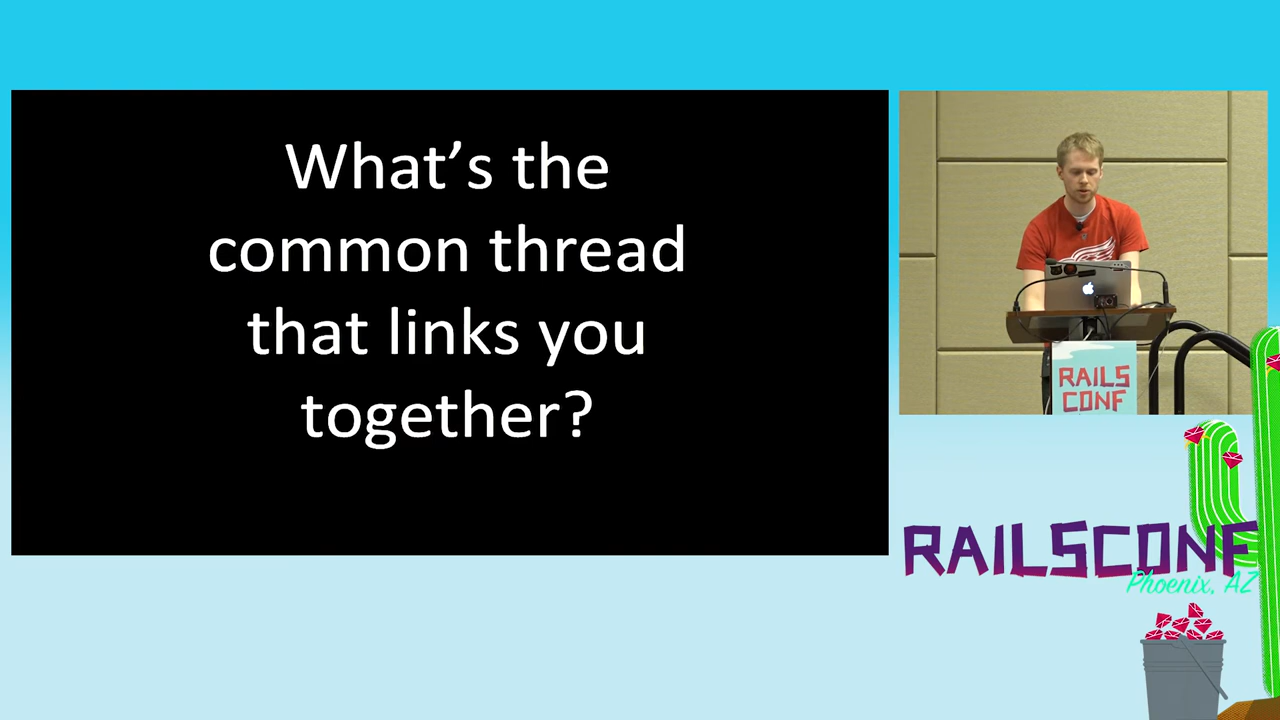 What’s the
common thread
that links you
together?
RAILS
CONF
RAILSCONF
Phoenix, AZ